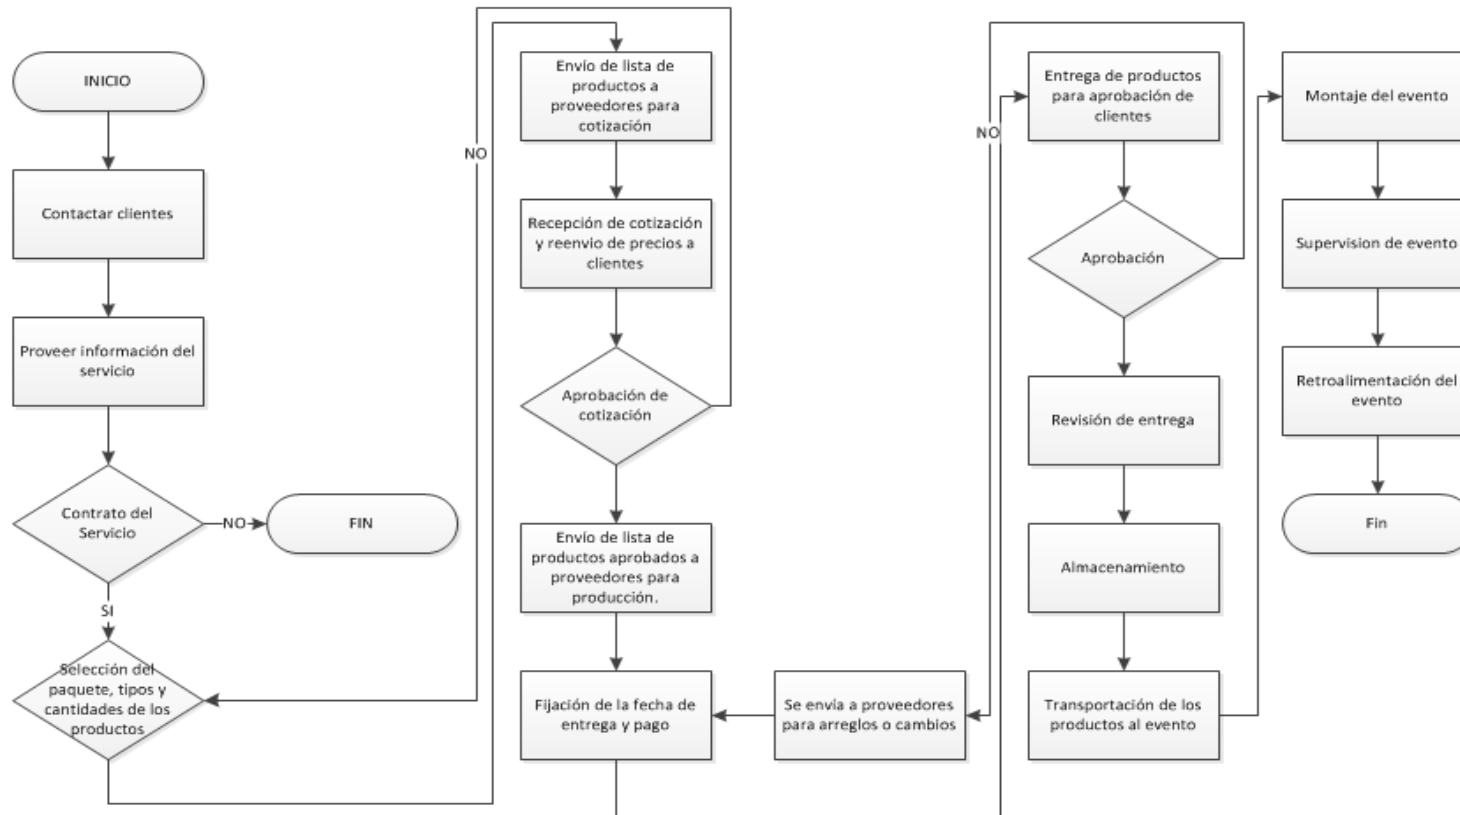 INICIO
Contactar clientes
Proveer información del
servicio
Contrato del
Servicio
NO
FIN
SI
Selección del
paquete, tipos y
cantidades de los
productos
NO
Envío de lista de
productos a
proveedores para
cotización
Recepción de cotización
y reenvio de precios a
clientes
Aprobación de
cotización
Envío de lista de
productos aprobados a
proveedores para
producción.
Fijación de la fecha de
entrega y pago
Se envía a proveedores
para arreglos o cambios
NO
Entrega de productos
para aprobación de
clientes
Aprobación
Revisión de entrega
Almacenamiento
Transportación de los
productos al evento
Montaje del evento
Supervision de evento
Retroalimentación del
evento
Fin